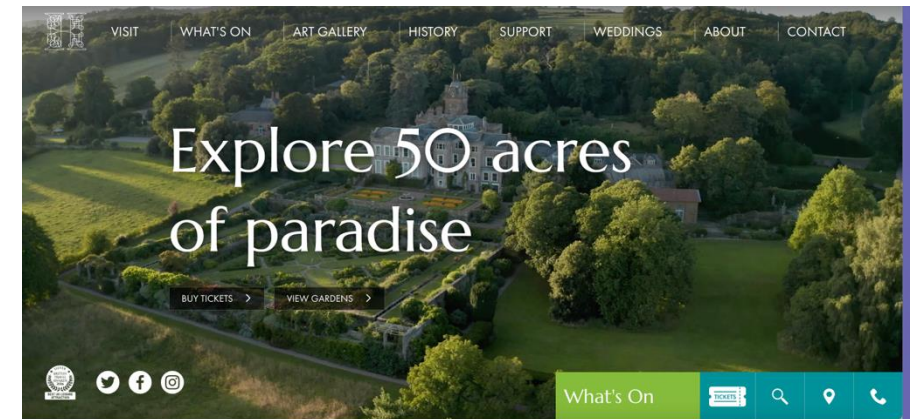 VISIT
WHAT'S ON
ART GALLERY
HISTORY
SUPPORT
WEDDINGS
ABOUT
CONTACT
Explore 50 acres
of paradise
BUY TICKETS
VIEW GARDENS
What's On
TICKETS